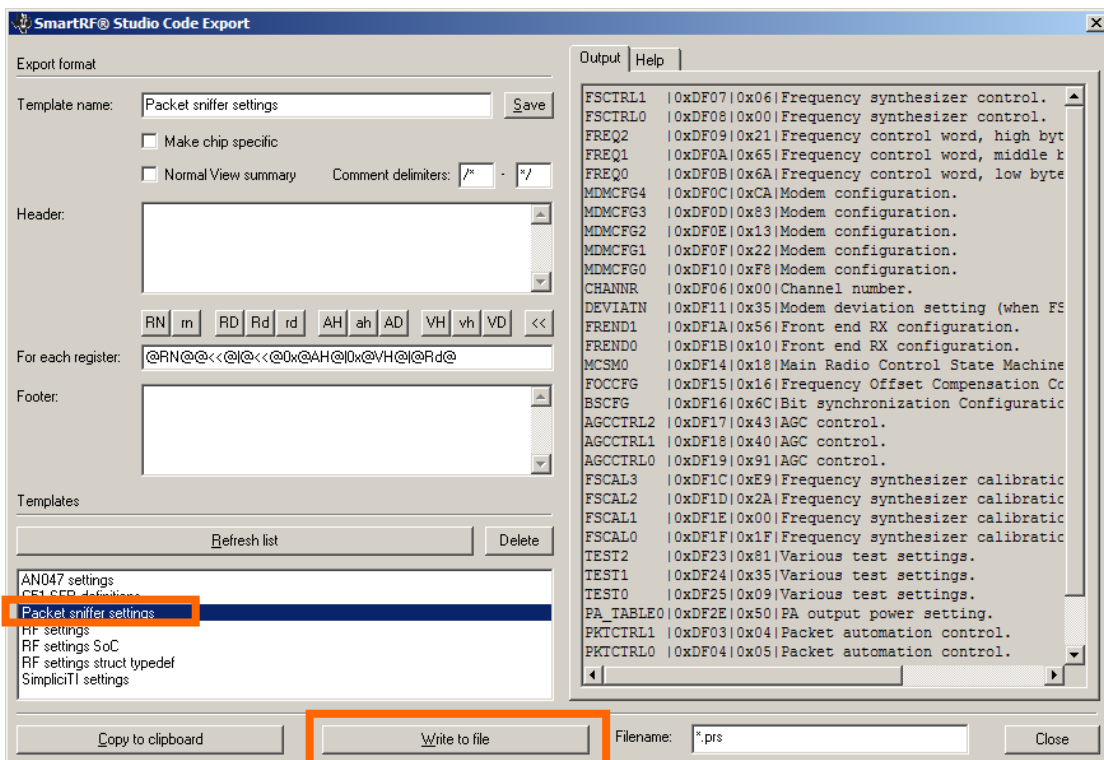 SmartRF® Studio Code Export
Export format
Template name: Packet sniffer settings Save
Make chip specific
Normal View summary Comment delimiters: /* - */
Header:
RN rn RD Rd rd AH ah AD VH vh VD <<
For each register: @RN@@<<@|@<<@0x@AH@|0x@VH@|@Rd@
Footer:
Templates
Refresh list Delete
AN047 settings
CF1 SFR definitions
Packet sniffer settings
RF settings
RF settings SoC
RF settings struct typedef
SimpliciTI settings
Output Help
FSCTRL1 |0xDF07|0x06|Frequency synthesizer control.
FSCTRL0 |0xDF08|0x00|Frequency synthesizer control.
FREQ2 |0xDF09|0x21|Frequency control word, high byt
FREQ1 |0xDF0A|0x65|Frequency control word, middle b
FREQ0 |0xDF0B|0x6A|Frequency control word, low byte
MDMCFG4 |0xDF0C|0xCA|Modem configuration.
MDMCFG3 |0xDF0D|0x83|Modem configuration.
MDMCFG2 |0xDF0E|0x13|Modem configuration.
MDMCFG1 |0xDF0F|0x22|Modem configuration.
MDMCFG0 |0xDF10|0xF8|Modem configuration.
CHANNR |0xDF06|0x00|Channel number.
DEVIATN |0xDF11|0x35|Modem deviation setting (when FS
FREND1 |0xDF1A|0x56|Front end RX configuration.
FREND0 |0xDF1B|0x10|Front end RX configuration.
MCSM0 |0xDF14|0x18|Main Radio Control State Machine
FOCCFG |0xDF15|0x16|Frequency Offset Compensation Co
BSCFG |0xDF16|0x6C|Bit synchronization Configuratic
AGCCTRL2 |0xDF17|0x43|AGC control.
AGCCTRL1 |0xDF18|0x40|AGC control.
AGCCTRL0 |0xDF19|0x91|AGC control.
FSCAL3 |0xDF1C|0xE9|Frequency synthesizer calibratic
FSCAL2 |0xDF1D|0x2A|Frequency synthesizer calibratic
FSCAL1 |0xDF1E|0x00|Frequency synthesizer calibratic
FSCAL0 |0xDF1F|0x1F|Frequency synthesizer calibratic
TEST2 |0xDF23|0x81|Various test settings.
TEST1 |0xDF24|0x35|Various test settings.
TEST0 |0xDF25|0x09|Various test settings.
PA_TABLE0|0xDF2E|0x50|PA output power setting.
PKTCTRL1 |0xDF03|0x04|Packet automation control.
PKTCTRL0 |0xDF04|0x05|Packet automation control.
Copy to clipboard Write to file Filename: *.prs Close